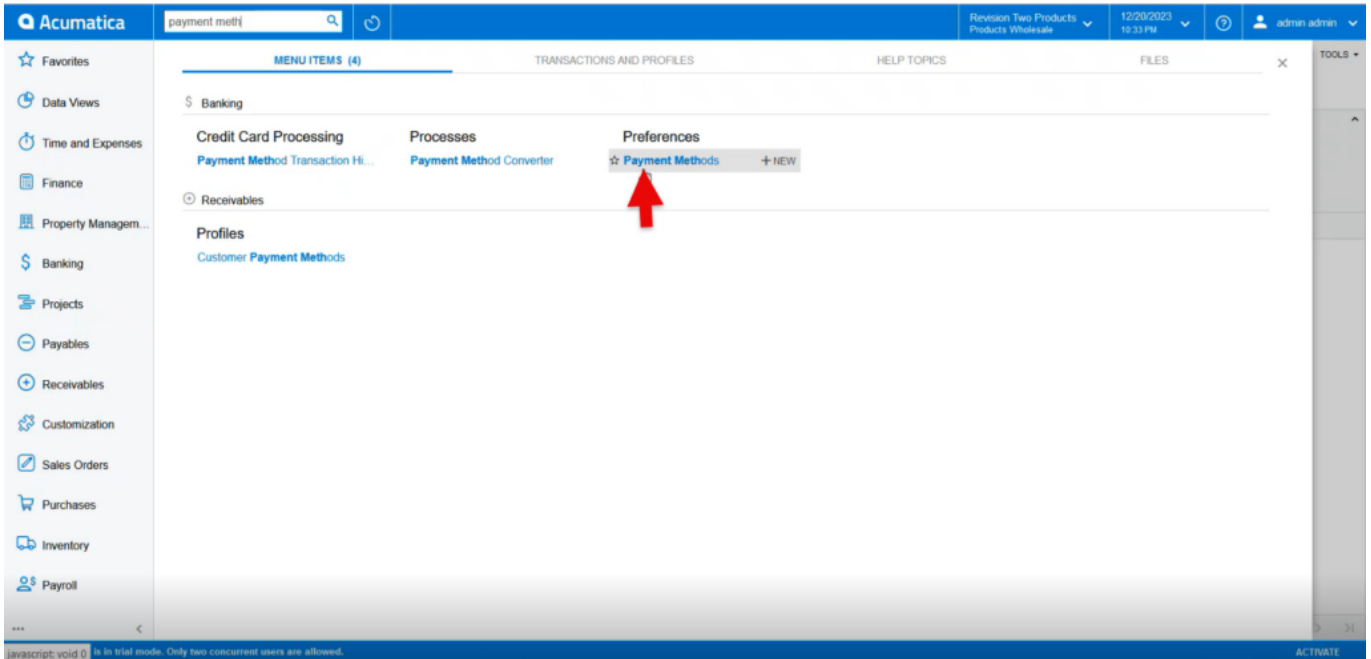 Acumatica
payment meth
Revision Two Products
Products Wholesale
12/20/2023
10:33 PM
admin admin
Favorites
Data Views
Time and Expenses
Finance
Property Managem...
Banking
Projects
Payables
Receivables
Customization
Sales Orders
Purchases
Inventory
Payroll
...
MENU ITEMS (4)
TRANSACTIONS AND PROFILES
HELP TOPICS
FILES
TOOLS
$ Banking
Credit Card Processing
Payment Method Transaction Hi...
Processes
Payment Method Converter
Preferences
Payment Methods
+ NEW
Receivables
Profiles
Customer Payment Methods
javascript: void 0
is in trial mode. Only two concurrent users are allowed.
ACTIVATE